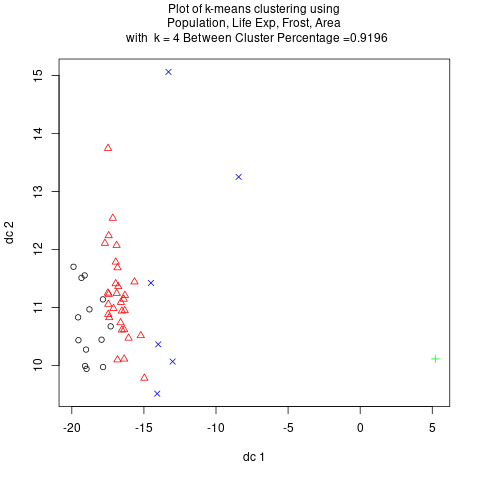 Plot of k-means clustering using
Population, Life Exp, Frost, Area
with k = 4 Between Cluster Percentage =0.9196
15
14
13
12
11
10
dc 2
-20 -15 -10 -5 0 5
dc 1